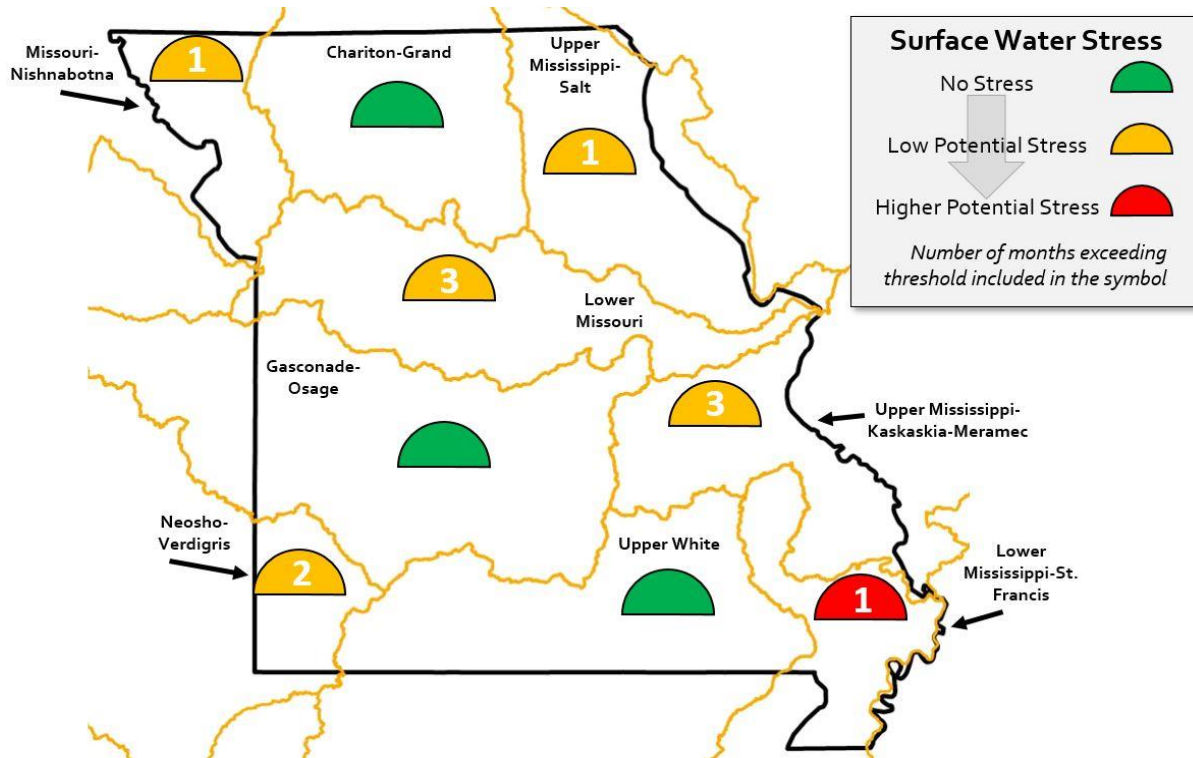 Missouri-
Nishnabotna
1
Chariton-Grand
Upper
Mississippi-
Salt
1
Surface Water Stress
No Stress
Low Potential Stress
Higher Potential Stress
Number of months exceeding
threshold included in the symbol
3
Lower
Missouri
Gasconade-
Osage
3
Upper Mississippi-
Kaskaskia-Meramec
Neosho-
Verdigris
2
Upper White
1
Lower
Mississippi-St.
Francis